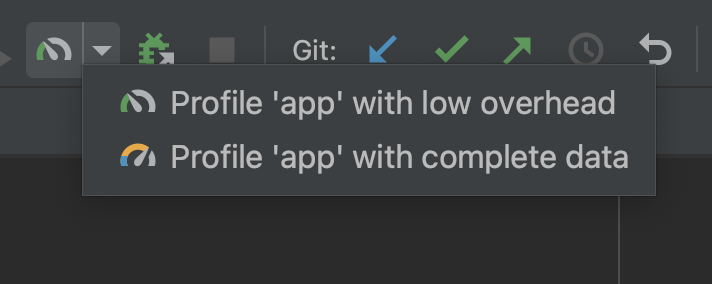 Git:
Profile 'app' with low overhead
Profile 'app' with complete data